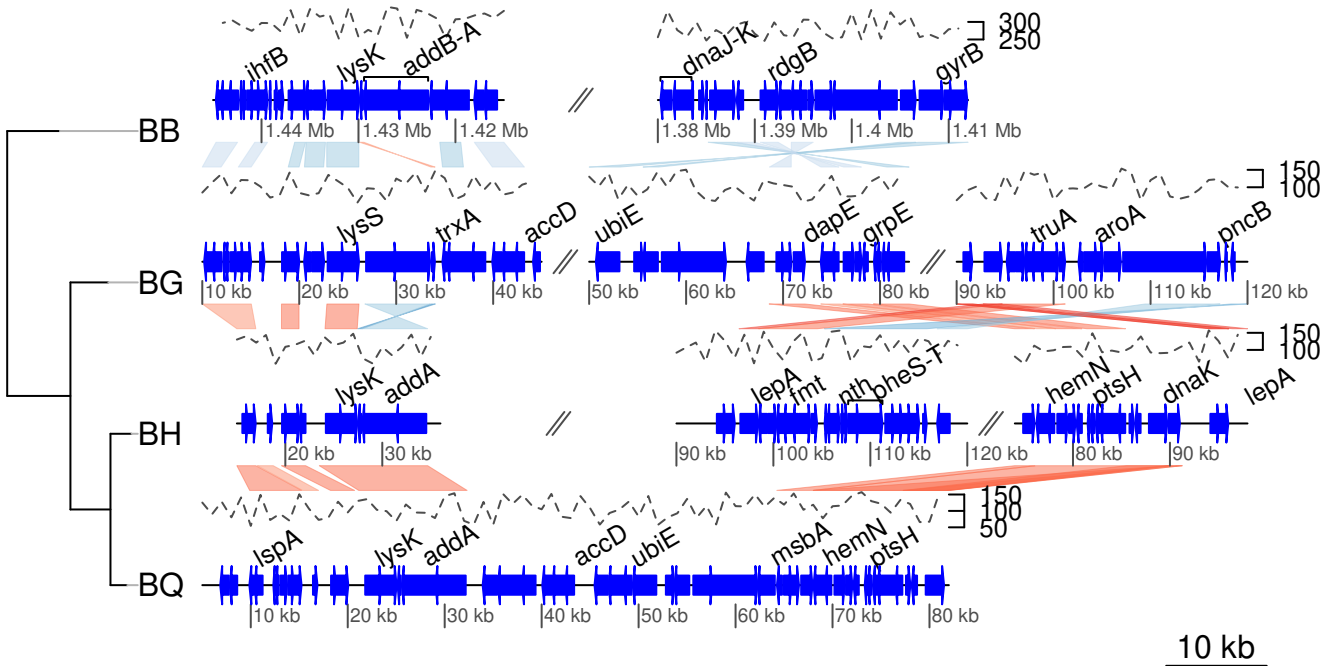 300
250
ihfB lysK addB-A dnaJ-K rdgB gyrB
BB
1.44 Mb 1.43 Mb 1.42 Mb 1.38 Mb 1.39 Mb 1.4 Mb 1.41 Mb
150
100
lysS trxA accD ubiE dapE grpE truA aroA pncB
BG
10 kb 20 kb 30 kb 40 kb 50 kb 60 kb 70 kb 80 kb 90 kb 100 kb 110 kb 120 kb
150
100
lysK addA lepA fmt nth pheS-T hemN ptsH dnaK lepA
BH
20 kb 30 kb 90 kb 100 kb 110 kb 120 kb 80 kb 90 kb
150
100
50
lspA lysK addA accD ubiE msbA hemN ptsH
BQ
10 kb 20 kb 30 kb 40 kb 50 kb 60 kb 70 kb 80 kb
10 kb